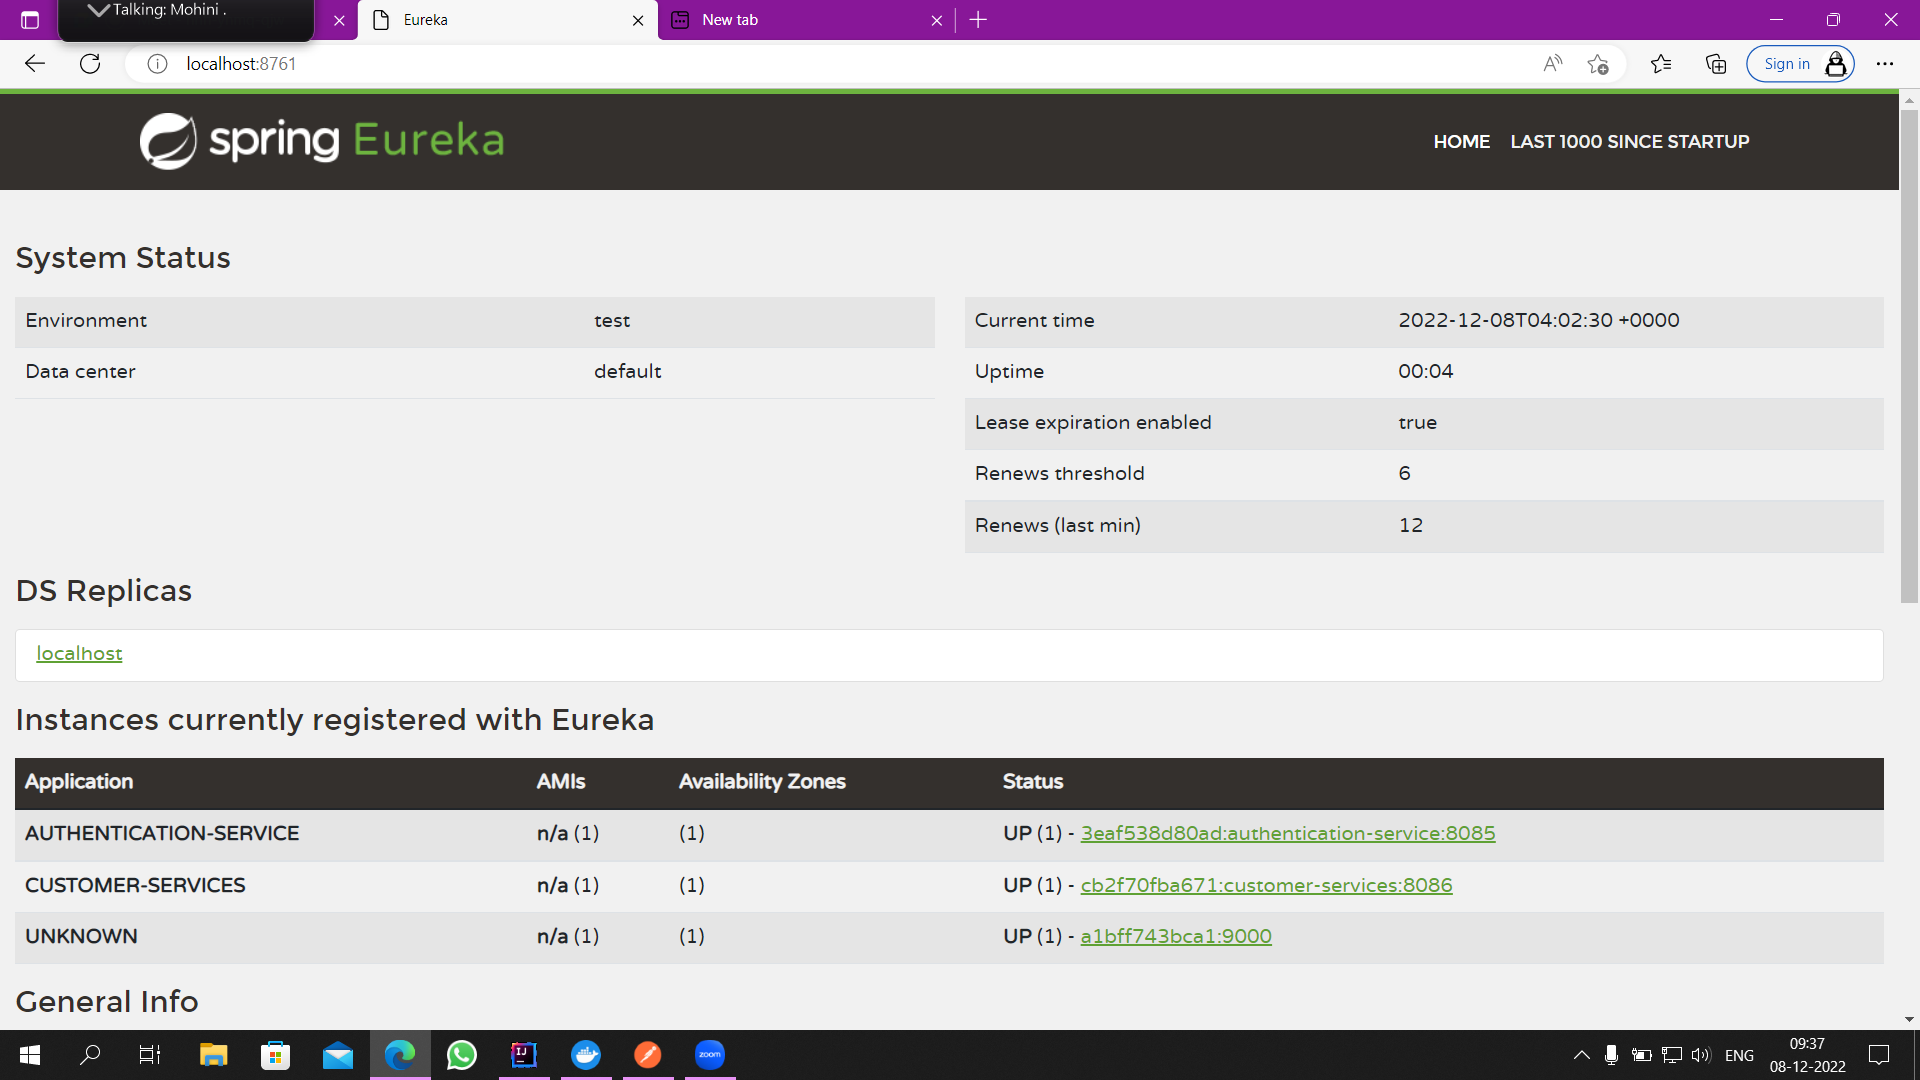 Talking: Mohini .
Eureka
New tab
localhost:8761
Sign in
spring Eureka
HOME LAST 1000 SINCE STARTUP
System Status
Environment test
Data center default
Current time 2022-12-08T04:02:30 +0000
Uptime 00:04
Lease expiration enabled true
Renews threshold 6
Renews (last min) 12
DS Replicas
localhost
Instances currently registered with Eureka
Application AMIs Availability Zones Status
AUTHENTICATION-SERVICE n/a (1) (1) UP (1) - 3eaf538d80ad:authentication-service:8085
CUSTOMER-SERVICES n/a (1) (1) UP (1) - cb2f70fba671:customer-services:8086
UNKNOWN n/a (1) (1) UP (1) - a1bff743bca1:9000
General Info
IJ
zoom
ENG
09:37
08-12-2022